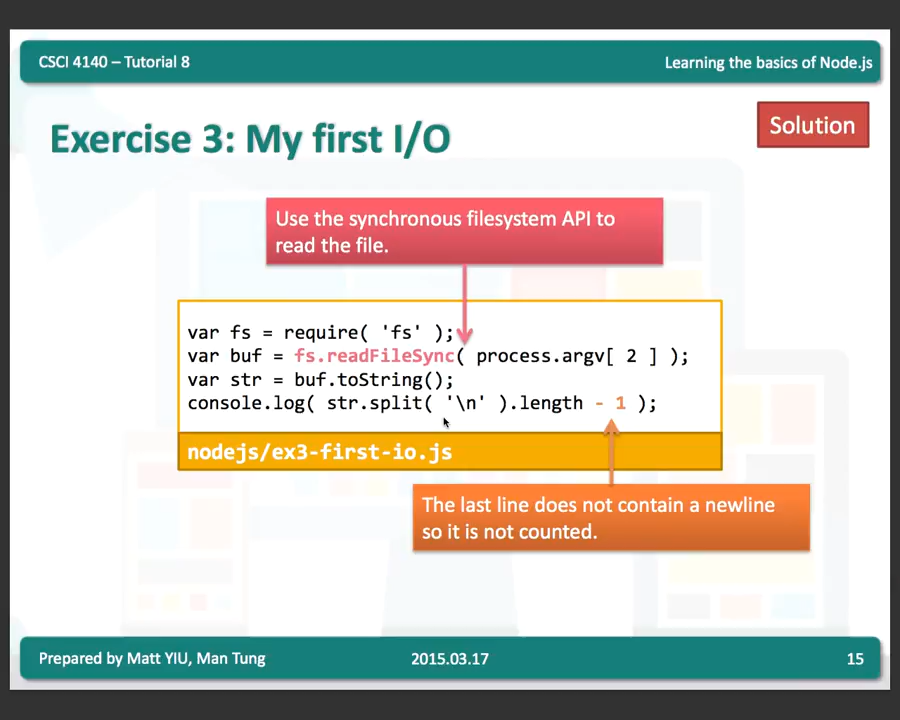 CSCI 4140 – Tutorial 8
Learning the basics of Node.js
Exercise 3: My first I/O
Solution
Use the synchronous filesystem API to
read the file.
var fs = require( 'fs' );
var buf = fs.readFileSync( process.argv[ 2 ] );
var str = buf.toString();
console.log( str.split( '\n' ).length - 1 );
nodejs/ex3-first-io.js
The last line does not contain a newline
so it is not counted.
Prepared by Matt YIU, Man Tung
2015.03.17
15